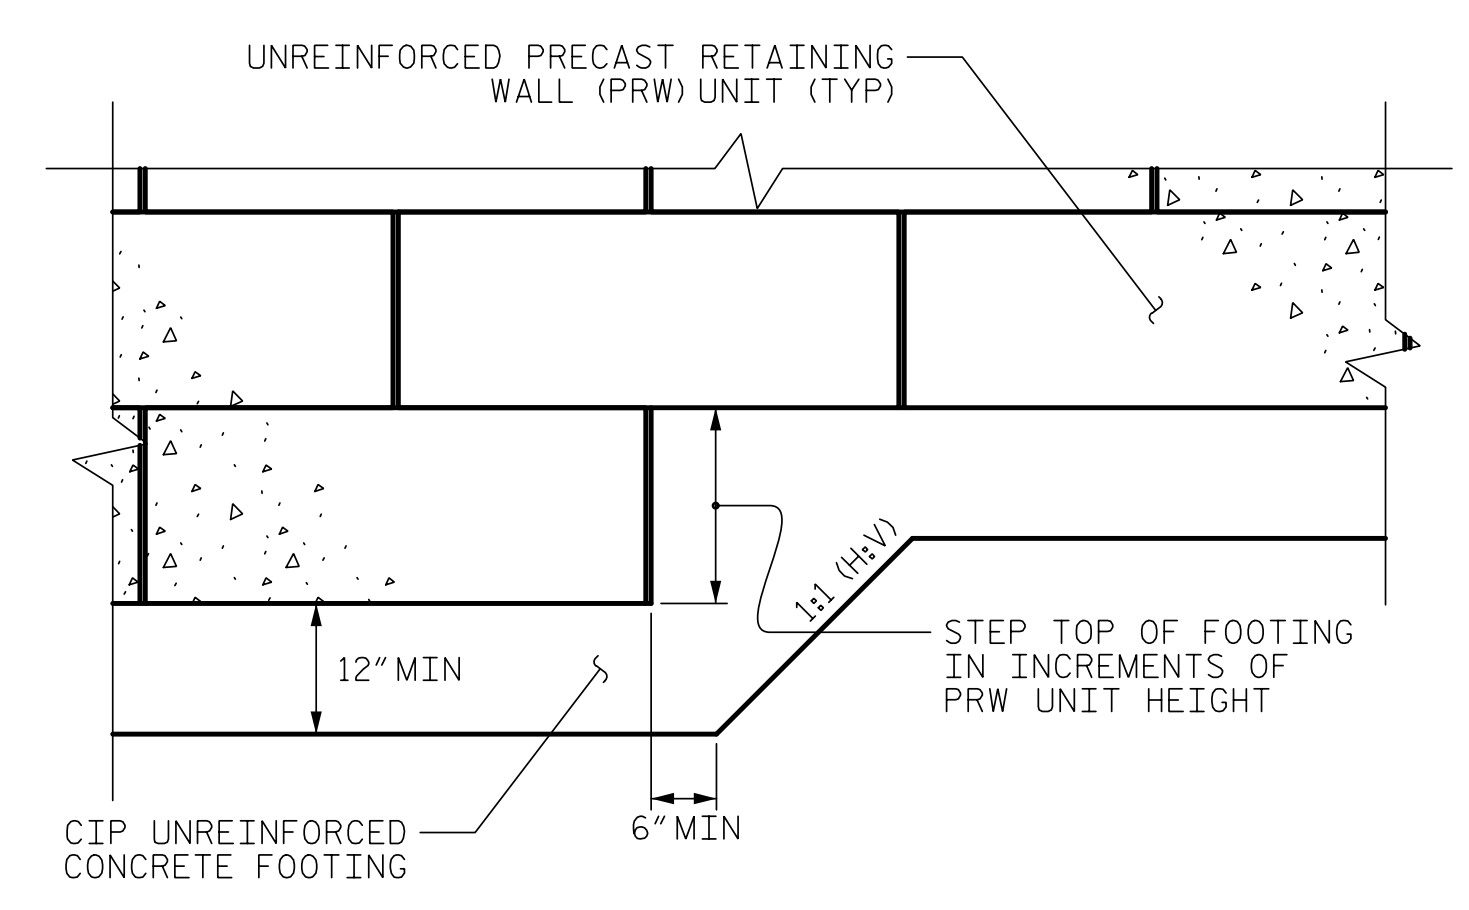 UNREINFORCED PRECAST RETAINING
WALL (PRW) UNIT (TYP)
1:1 (H:V)
STEP TOP OF FOOTING
IN INCREMENTS OF
PRW UNIT HEIGHT
12" MIN
6" MIN
CIP UNREINFORCED
CONCRETE FOOTING